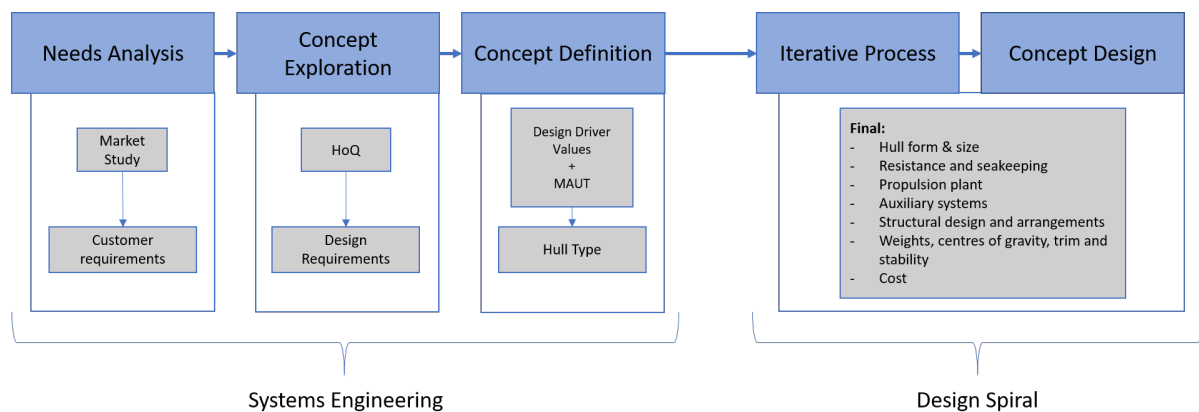 Needs Analysis
Concept
Exploration
Concept Definition
Iterative Process
Concept Design
Market
Study
Customer
requirements
HoQ
Design
Requirements
Design Driver
Values
+
MAUT
Hull Type
Final:
- Hull form & size
- Resistance and seakeeping
- Propulsion plant
- Auxiliary systems
- Structural design and arrangements
- Weights, centres of gravity, trim and
stability
- Cost
Systems Engineering
Design Spiral